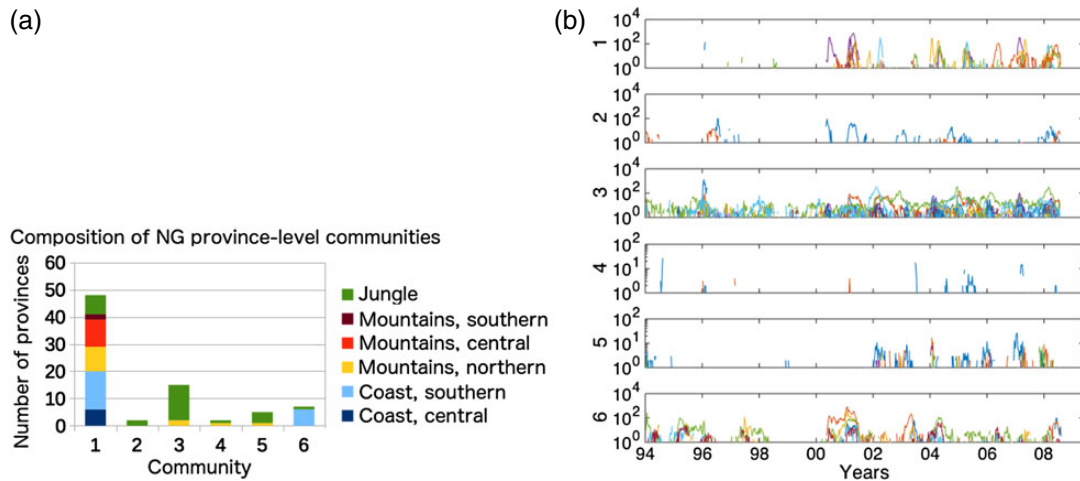 (a)
Composition of NG province-level communities
Number of provinces
60
50
40
30
20
10
0
1 2 3 4 5 6
Community
Jungle
Mountains, southern
Mountains, central
Mountains, northern
Coast, southern
Coast, central
(b)
1
10^4
10^2
10^0
2
10^4
10^2
10^0
3
10^4
10^2
10^0
4
10^2
10^1
10^0
5
10^2
10^1
10^0
6
10^4
10^2
10^0
94 96 98 00 02 04 06 08
Years